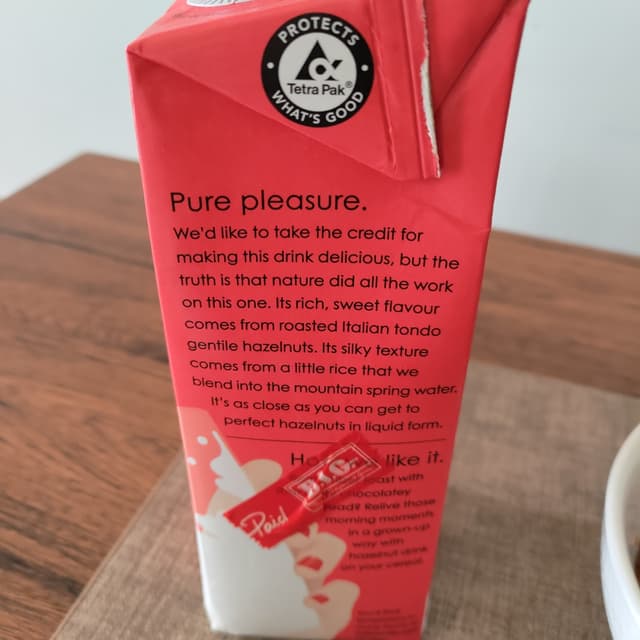 PROTECTS
Tetra Pak®
WHAT'S GOOD
Pure pleasure.
We'd like to take the credit for
making this drink delicious, but the
truth is that nature did all the work
on this one. Its rich, sweet flavour
comes from roasted Italian tondo
gentile hazelnuts. Its silky texture
comes from a little rice that we
blend into the mountain spring water.
It's as close as you can get to
perfect hazelnuts in liquid form.
like it.
with
chocolatey
Relive those
morning moments
in a grown-up
way with
hazelnut drink
on your cereal.
Paid